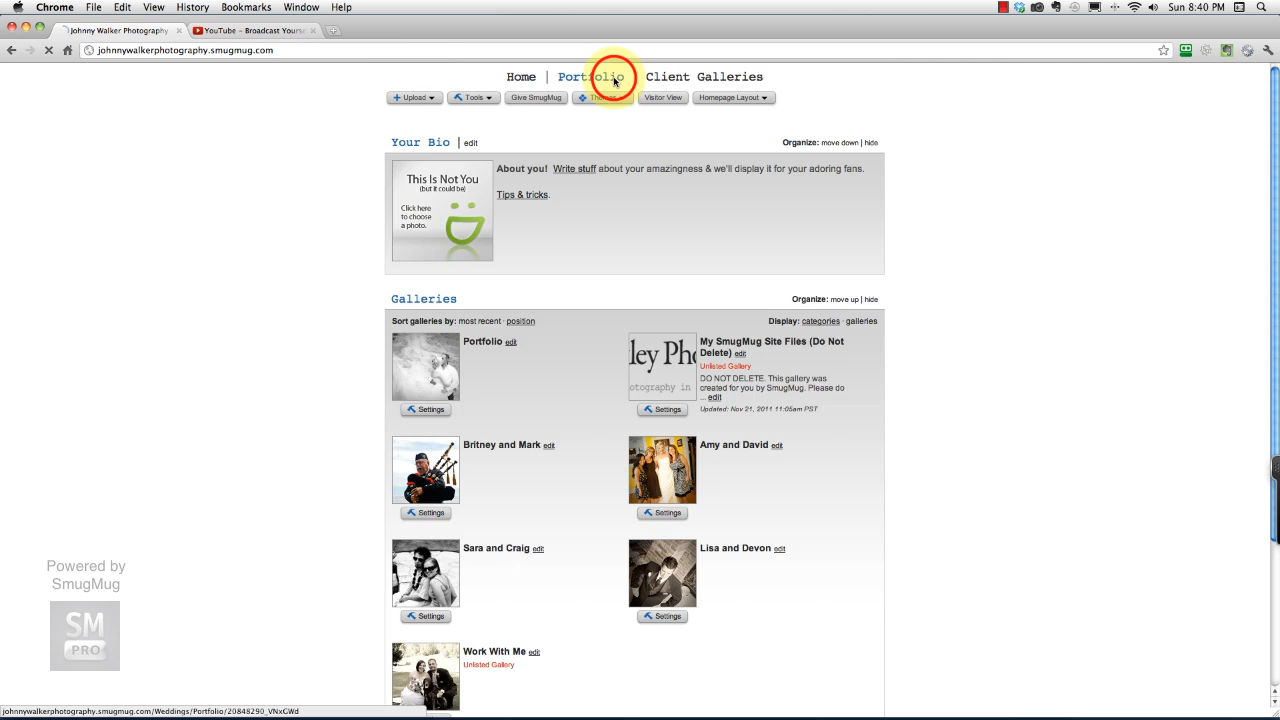 Chrome File Edit View History Bookmarks Window Help Sun 8:40 PM
Johnny Walker Photography YouTube – Broadcast Yourse
johnnywalkerphotography.smugmug.com
Home | Portfolio Client Galleries
Upload Tools Give SmugMug Themes Visitor View Homepage Layout
Your Bio | edit Organize: move down | hide
This Is Not You
(but it could be)
Click here
to choose
a photo.
About you! Write stuff about your amazingness & we'll display it for your adoring fans.
Tips & tricks.
Galleries Organize: move up | hide
Sort galleries by: most recent · position Display: categories · galleries
Portfolio edit
Settings
ley Pho
otography in
My SmugMug Site Files (Do Not
Delete) edit
Unlisted Gallery
DO NOT DELETE. This gallery was
created for you by SmugMug. Please do
... edit
Updated: Nov 21, 2011 11:05am PST
Settings
Britney and Mark edit
Settings
Amy and David edit
Settings
Sara and Craig edit
Settings
Lisa and Devon edit
Settings
Work With Me edit
Unlisted Gallery
Powered by
SmugMug
SM
PRO
johnnywalkerphotography.smugmug.com/Weddings/Portfolio/20848290_VNxGWd